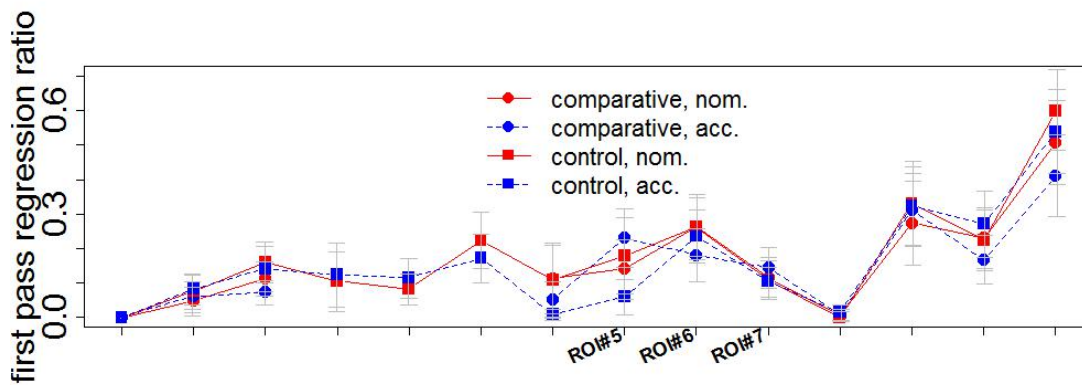 first pass regression ratio
0.6
0.3
0.0
comparative, nom.
comparative, acc.
control, nom.
control, acc.
ROI#5 ROI#6 ROI#7